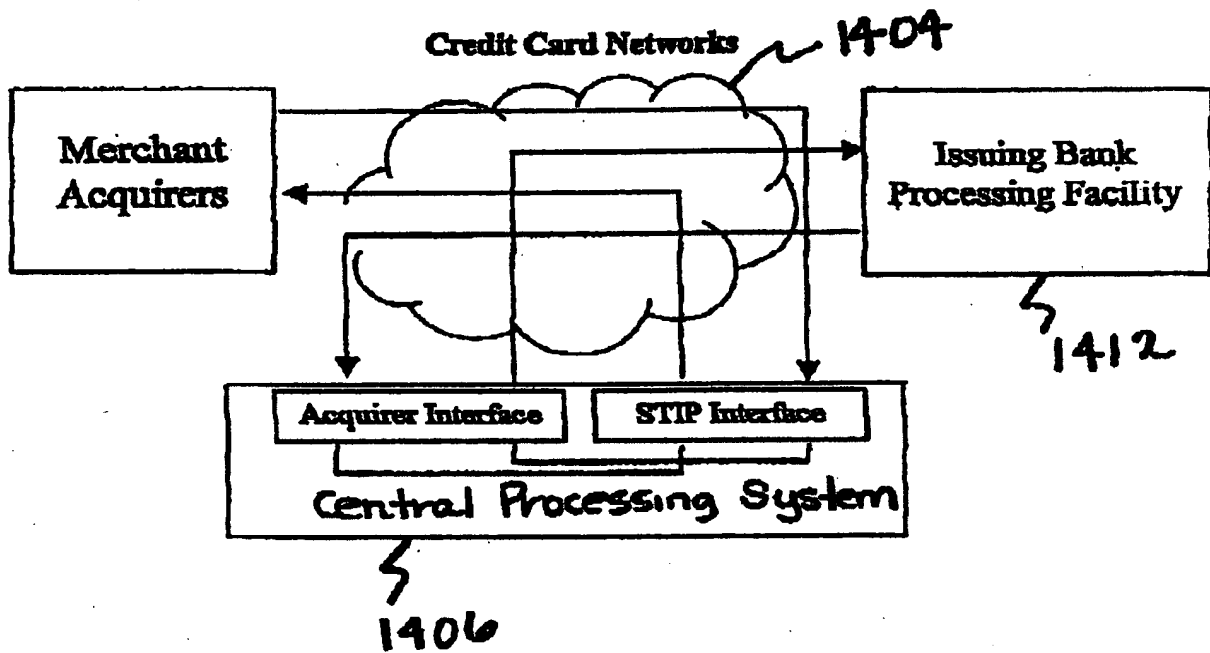 Credit Card Networks
1404
Merchant
Acquirers
Issuing Bank
Processing Facility
1412
Acquirer Interface
STIP Interface
Central Processing System
1406